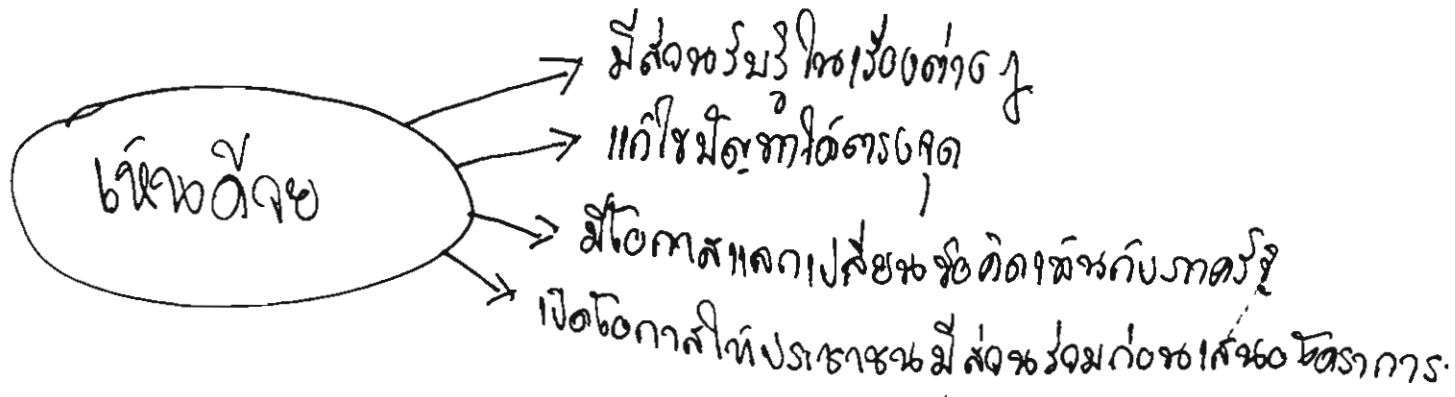 เห็นด้วย
มีส่วนรับรู้ในเรื่องต่างๆ
แก้ไขปัญหาได้ตรงจุด
มีโอกาสแลกเปลี่ยนข้อคิดเห็นกับภาครัฐ
เปิดโอกาสให้ประชาชนมีส่วนร่วมก่อนเสนอโครงการ